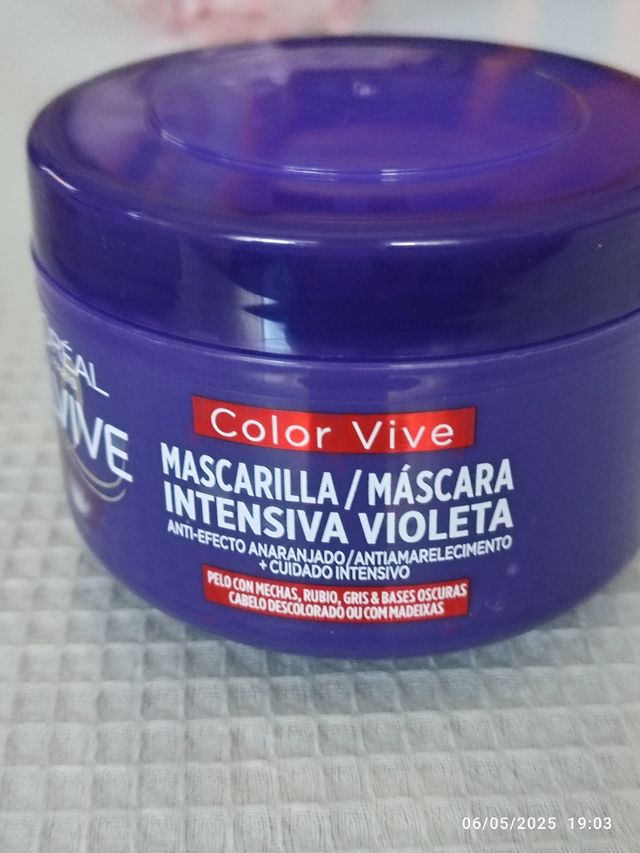 ORÉAL
VIVE
Color Vive
MASCARILLA / MÁSCARA
INTENSIVA VIOLETA
ANTI-EFECTO ANARANJADO/ANTIAMARELECIMENTO
+ CUIDADO INTENSIVO
PELO CON MECHAS, RUBIO, GRIS & BASES OSCURAS
CABELO DESCOLORADO OU COM MADEIXAS
06/05/2025 19:03